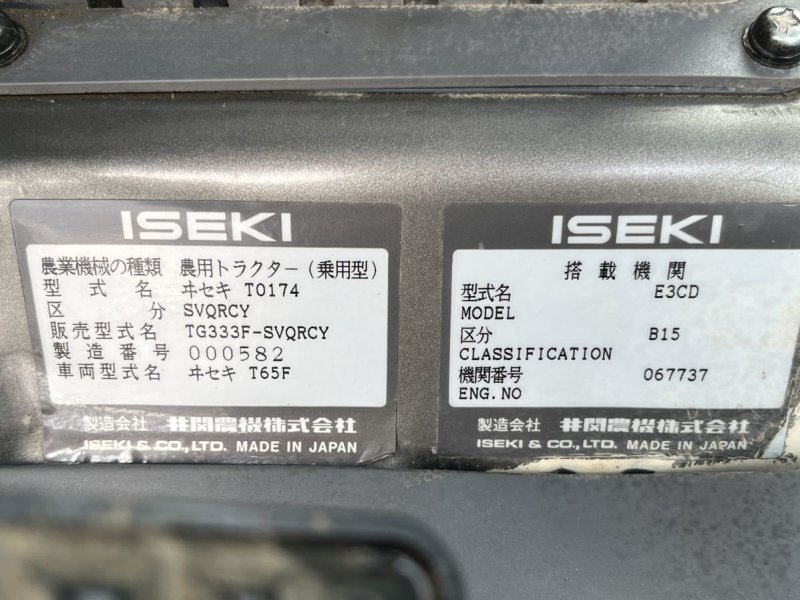 ISEKI
農業機械の種類 農用トラクター(乗用型)
型式名 ヰセキ T0174
区分 SVQRCY
販売型式名 TG333F-SVQRCY
製造番号 000582
車両型式名 ヰセキ T65F
製造会社 井関農機株式会社
ISEKI & CO., LTD. MADE IN JAPAN
ISEKI
搭載機関
型式名 E3CD
MODEL
区分 B15
CLASSIFICATION
機関番号 067737
ENG.NO
製造会社 井関農機株式会社
ISEKI & CO., LTD. MADE IN JAPAN